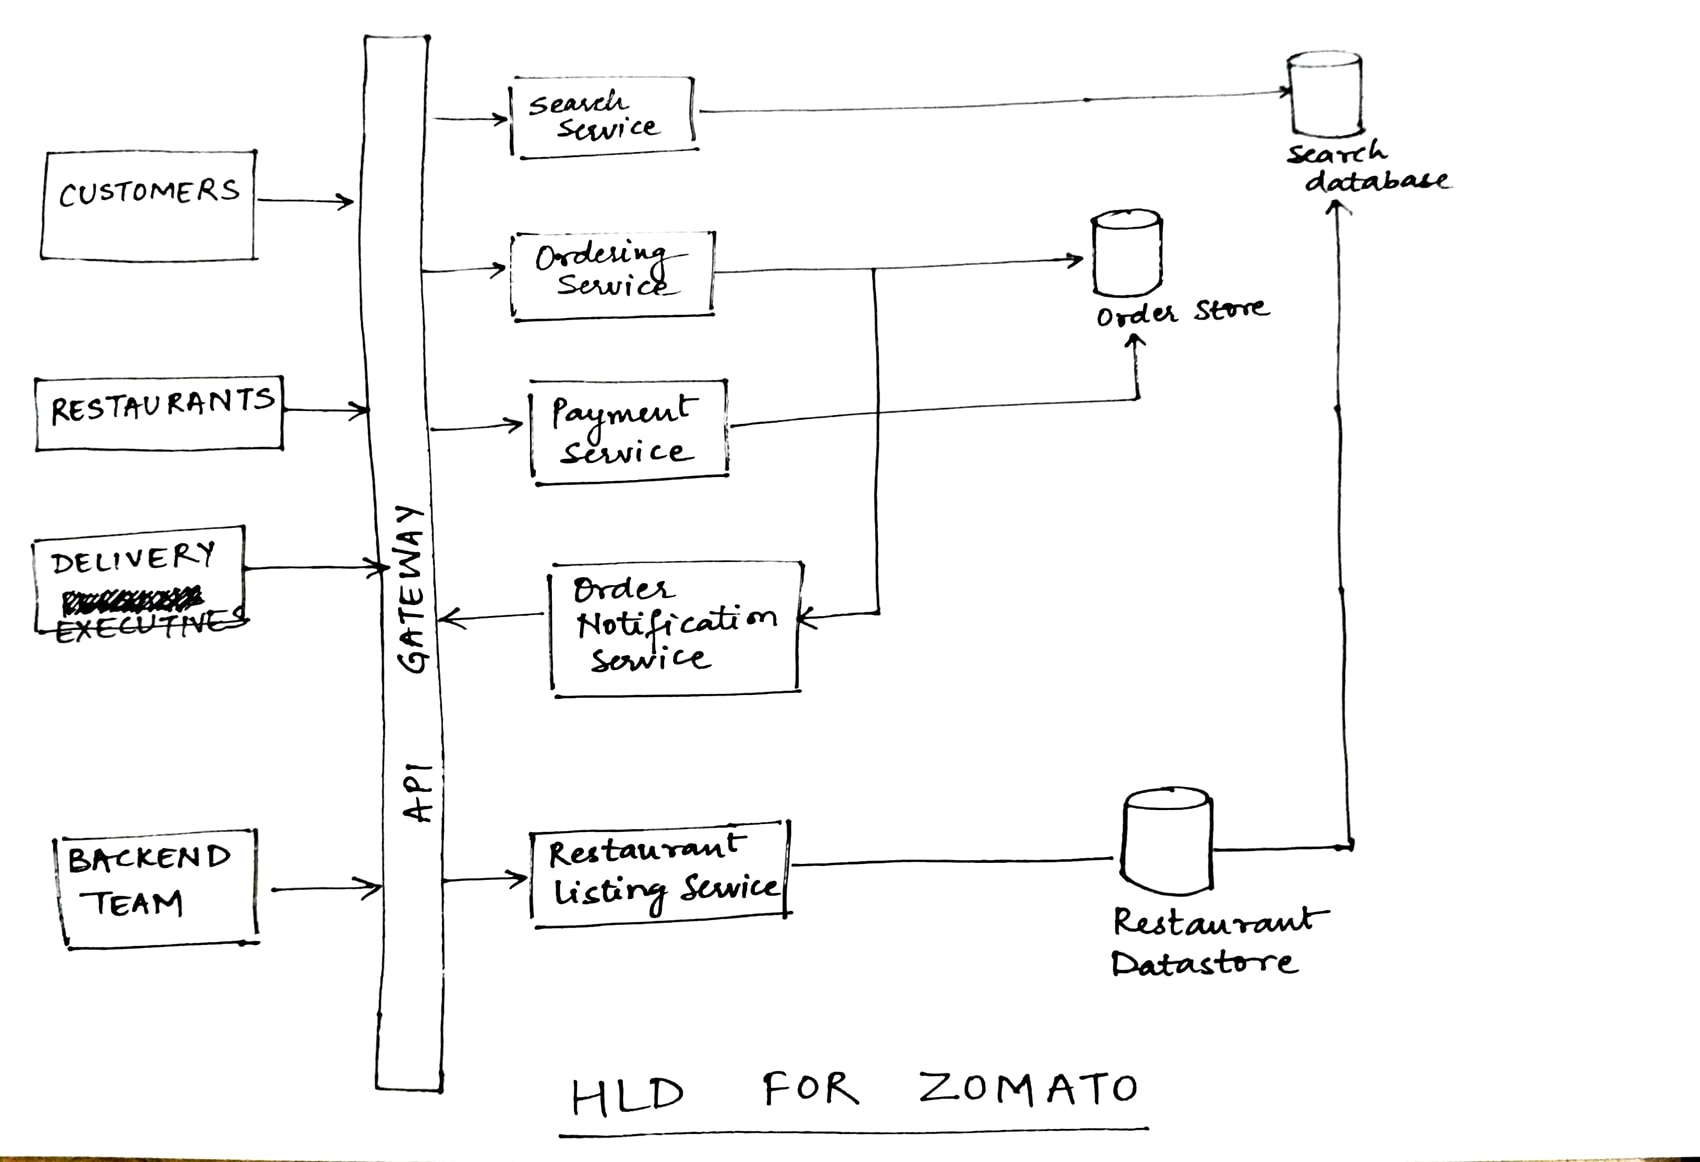 Search
Service
Search
database
CUSTOMERS
Ordering
Service
Order Store
RESTAURANTS
Payment
Service
DELIVERY
EXECUTIVES
Order
Notification
Service
API GATEWAY
BACKEND
TEAM
Restaurant
Listing Service
Restaurant
Datastore
HLD FOR ZOMATO